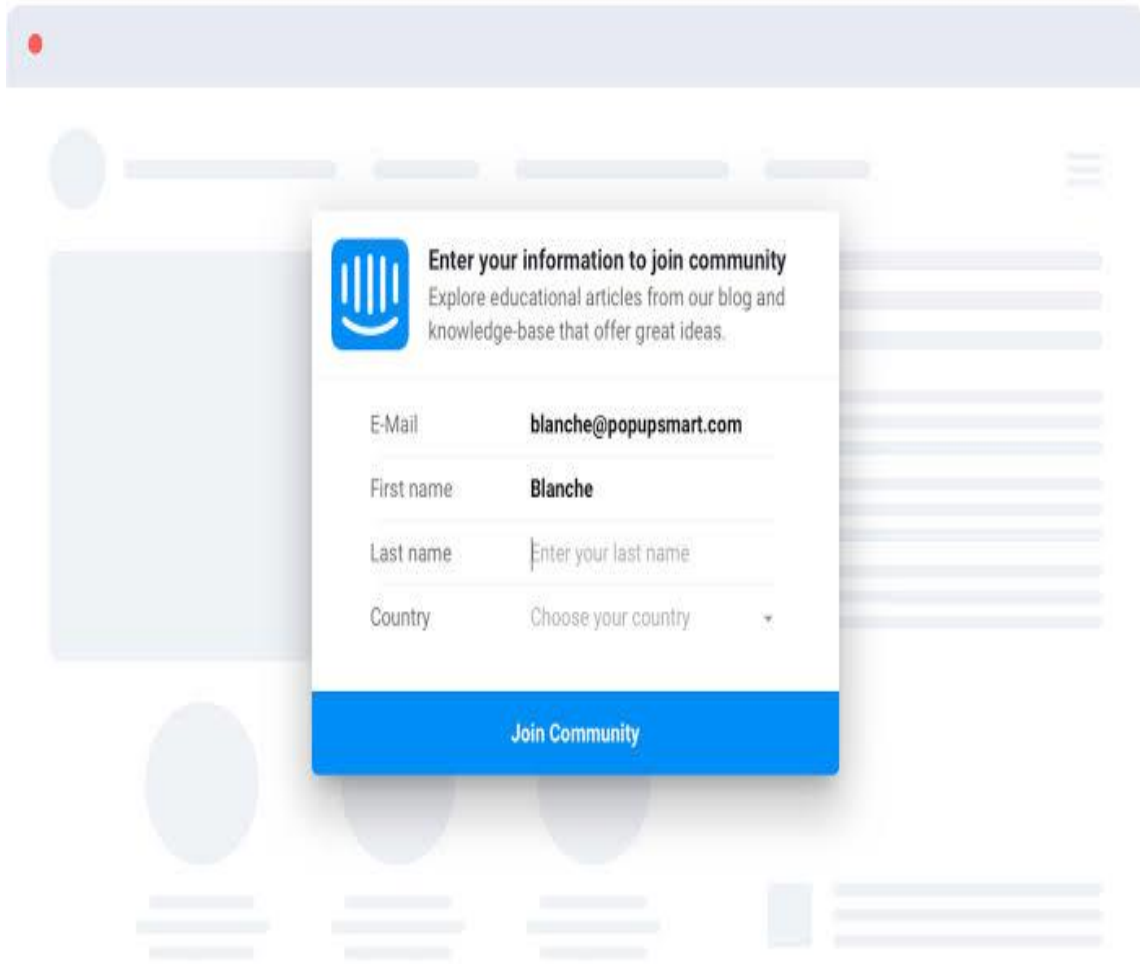 Enter your information to join community
Explore educational articles from our blog and
knowledge-base that offer great ideas.
E-Mail blanche@popupsmart.com
First name Blanche
Last name Enter your last name
Country Choose your country
Join Community